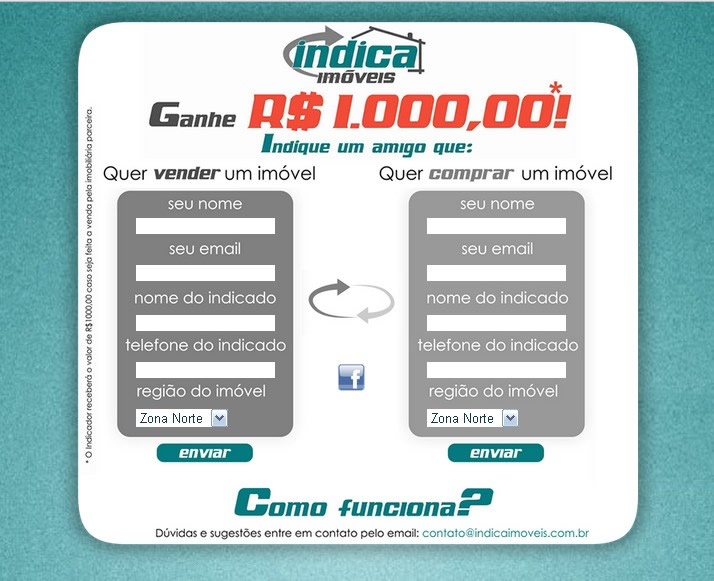 indica
imóveis
Ganhe R$ 1.000,00!*
Indique um amigo que:
Quer vender um imóvel
seu nome
seu email
nome do indicado
telefone do indicado
região do imóvel
Zona Norte
enviar
Quer comprar um imóvel
seu nome
seu email
nome do indicado
telefone do indicado
região do imóvel
Zona Norte
enviar
f
* O Indicador receberá o valor de R$1000,00 caso seja feita a venda pela imobiliária parceira.
Como funciona?
Dúvidas e sugestões entre em contato pelo email: contato@indicaimoveis.com.br